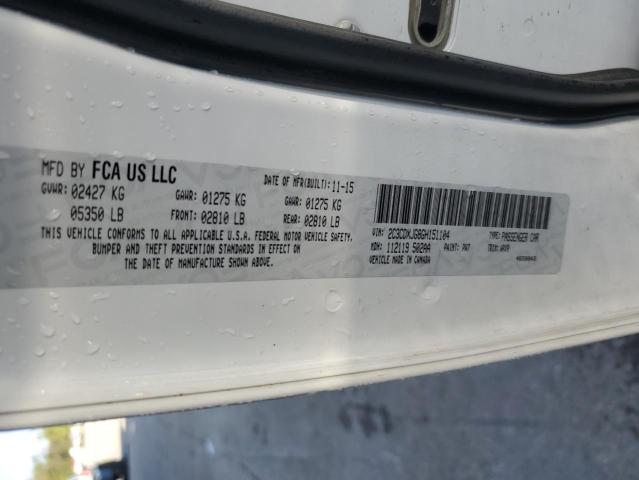 MFD BY FCA US LLC
DATE OF MFR(BUILT): 11-15
GVWR: 02427 KG GAWR: 01275 KG GAWR: 01275 KG
05350 LB FRONT: 02810 LB REAR: 02810 LB
THIS VEHICLE CONFORMS TO ALL APPLICABLE U.S.A. FEDERAL MOTOR VEHICLE SAFETY,
BUMPER AND THEFT PREVENTION STANDARDS IN EFFECT ON THE DATE OF
MANUFACTURE SHOWN ABOVE.
VIN: 2C3CDXJG8GH151104 TYPE: PASSENGER CAR
MDH: 112119 502AA PAINT: PW7 TRIM:
VEHICLE MADE IN CANADA